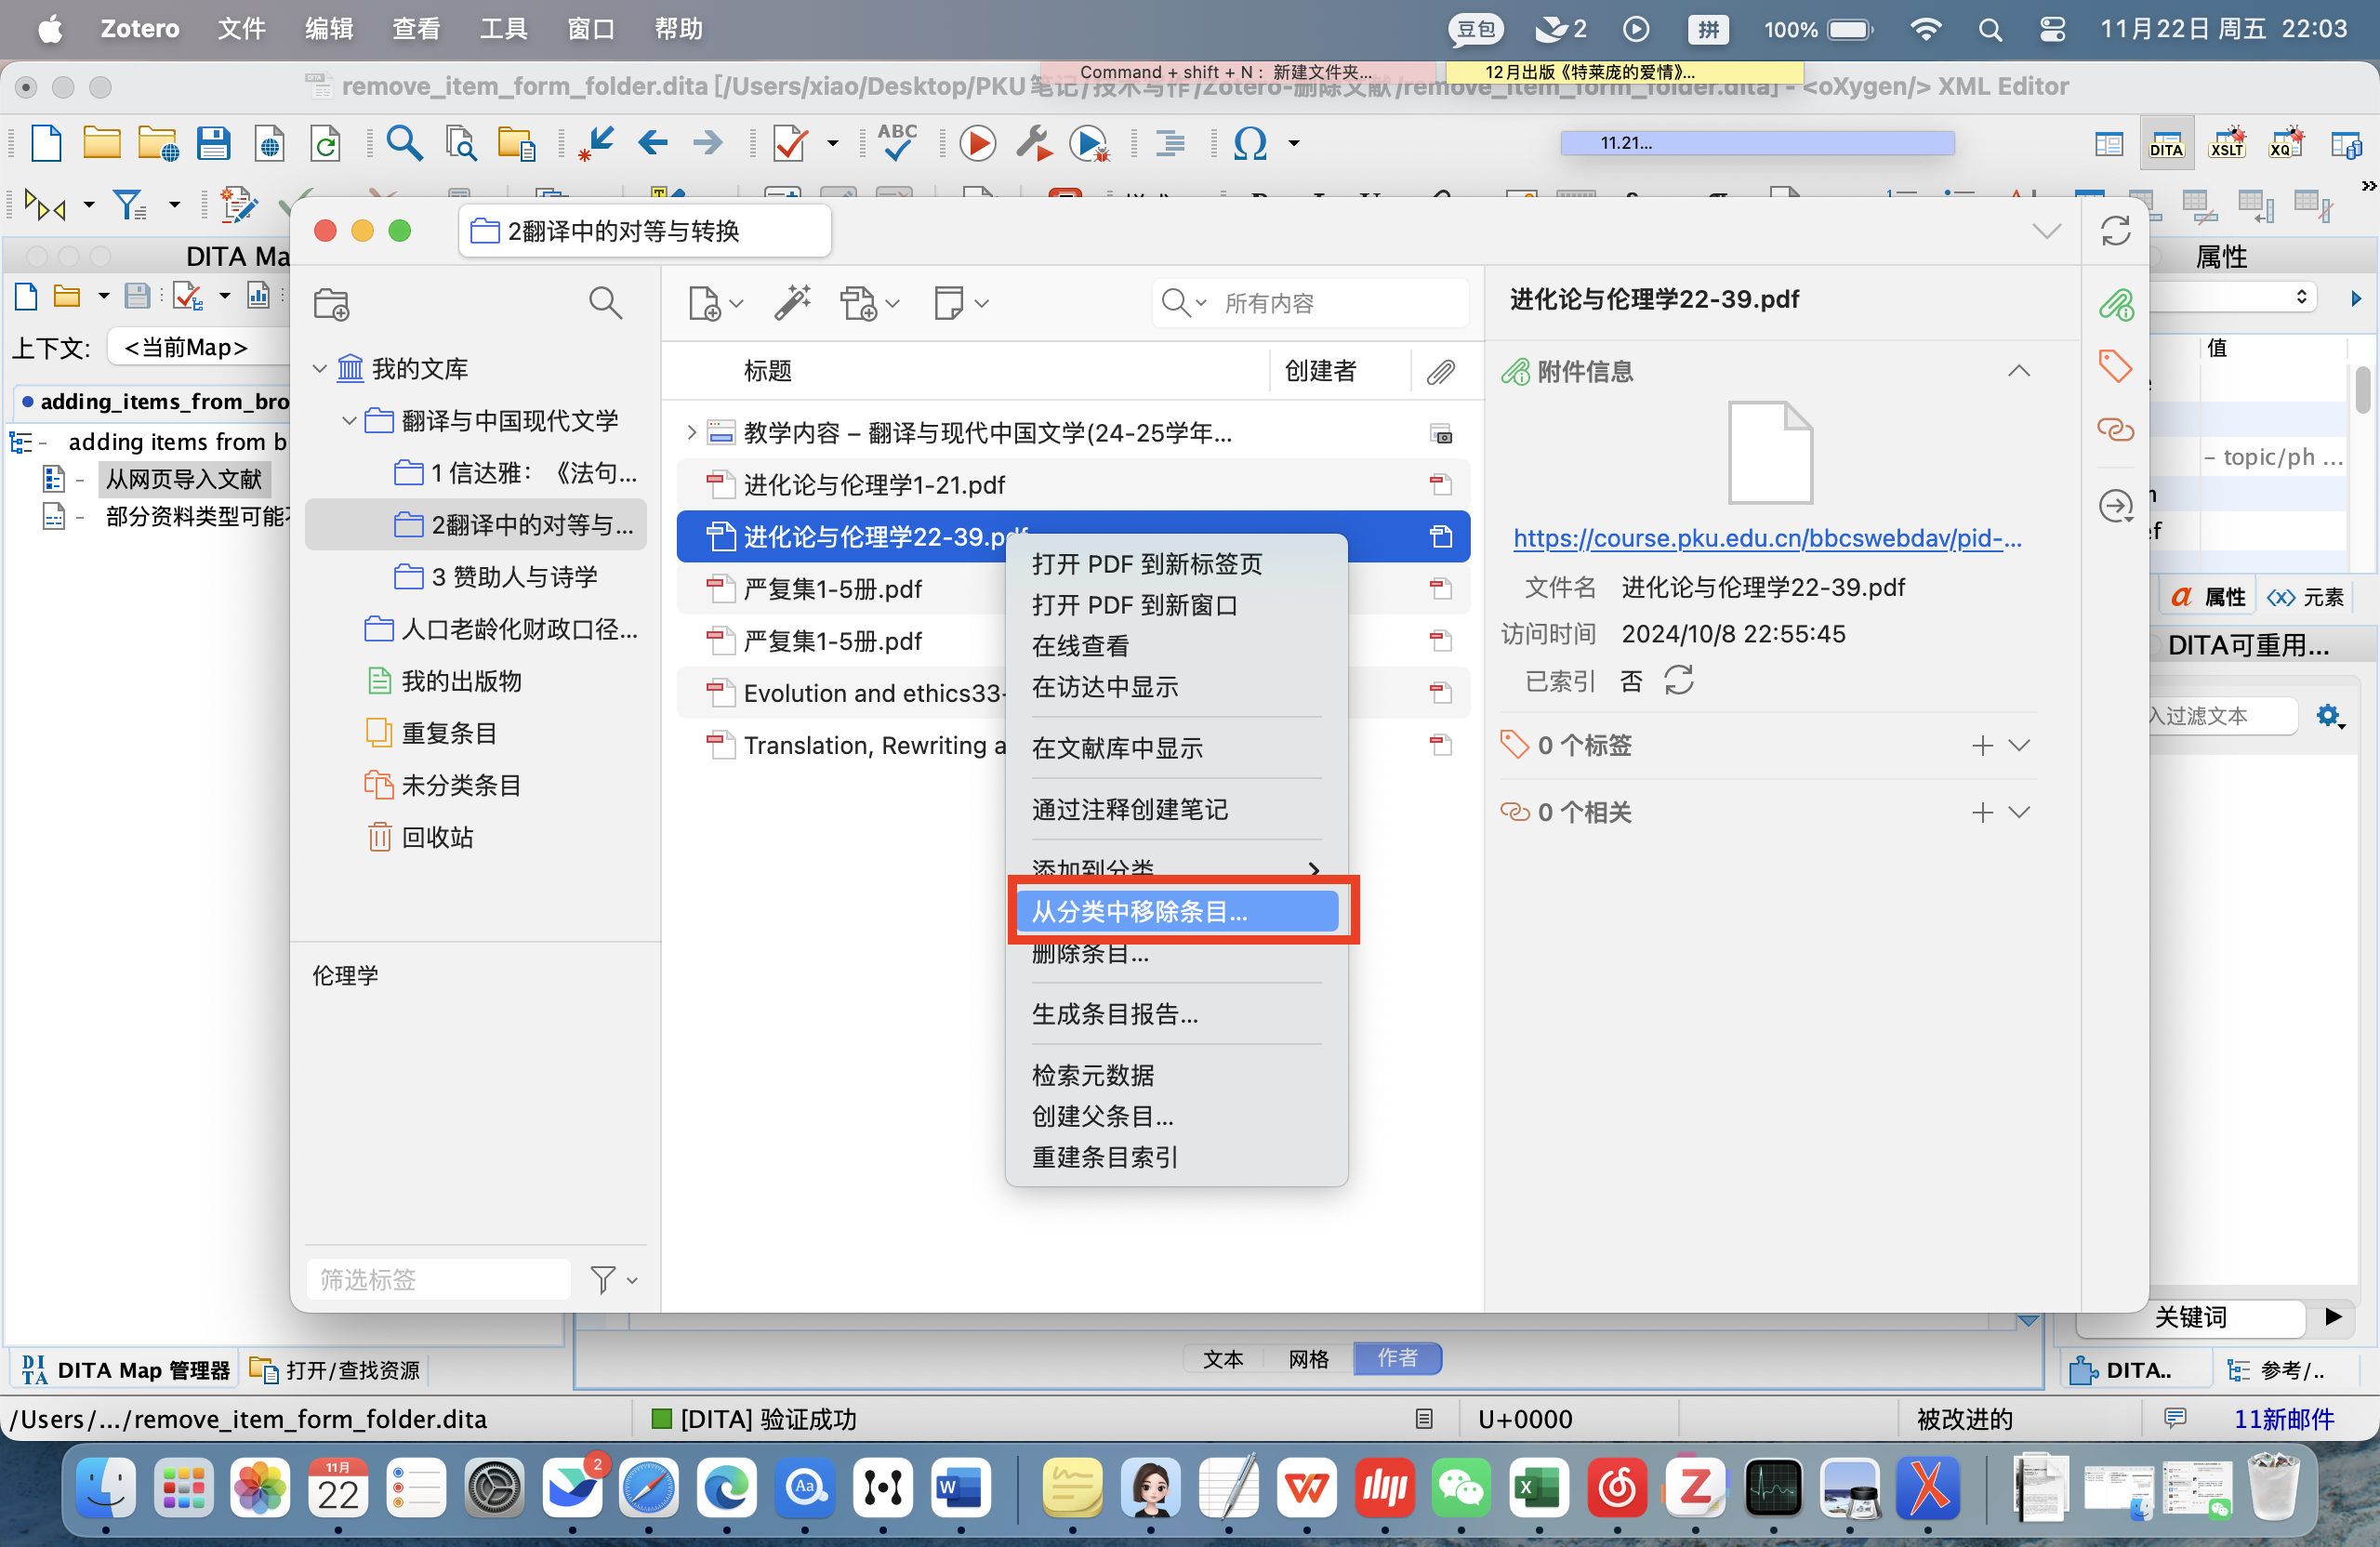 Zotero 文件 编辑 查看 工具 窗口 帮助 豆包 2 拼 100% 11月22日 周五 22:03
Command + shift + N： 新建文件夹...
12月出版《特莱庞的爱情》...
remove_item_form_folder.dita [/Users/xiao/Desktop/PKU笔记/技术写作/Zotero-删除文献/remove_item_form_folder.dita] - <oXygen/> XML Editor
ABC
11.21...
DITA
XSLT
XQ
2翻译中的对等与转换
DITA Ma
属性
上下文: <当前Map>
adding_items_from_bro
adding items from b
从网页导入文献
我的文库
翻译与中国现代文学
1 信达雅：《法句...
2翻译中的对等与...
3 赞助人与诗学
人口老龄化财政口径...
我的出版物
重复条目
未分类条目
回收站
伦理学
筛选标签
所有内容
标题 创建者
教学内容 – 翻译与现代中国文学(24-25学年...
进化论与伦理学1-21.pdf
进化论与伦理学22-39.pdf
严复集1-5册.pdf
严复集1-5册.pdf
Evolution and ethics33-
Translation, Rewriting a
打开 PDF 到新标签页
打开 PDF 到新窗口
在线查看
在访达中显示
在文献库中显示
通过注释创建笔记
添加到分类
从分类中移除条目...
删除条目...
生成条目报告...
检索元数据
创建父条目...
重建条目索引
进化论与伦理学22-39.pdf
附件信息
https://course.pku.edu.cn/bbcswebdav/pid-...
文件名 进化论与伦理学22-39.pdf
访问时间 2024/10/8 22:55:45
已索引 否
0 个标签
0 个相关
值
– topic/ph ...
属性 元素
DITA可重用...
入过滤文本
关键词
文本 网格 作者
DITA Map 管理器 打开/查找资源
DITA.. 参考/..
/Users/.../remove_item_form_folder.dita [DITA] 验证成功 U+0000 被改进的 11新邮件
11月
22
2